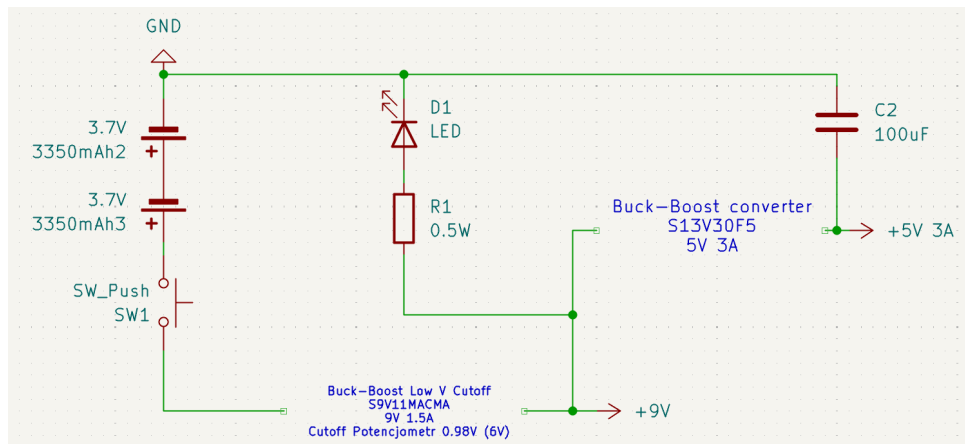 GND
3.7V
3350mAh2
+
3.7V
3350mAh3
+
SW_Push
SW1
D1
LED
R1
0.5W
C2
100uF
Buck-Boost converter
S13V30F5
5V 3A
+5V 3A
Buck-Boost Low V Cutoff
S9V11MACMA
9V 1.5A
Cutoff Potencjometr 0.98V (6V)
+9V